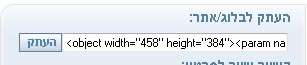 העתק לבלוג/אתר:
העתק <object width="458" height="384"><param na